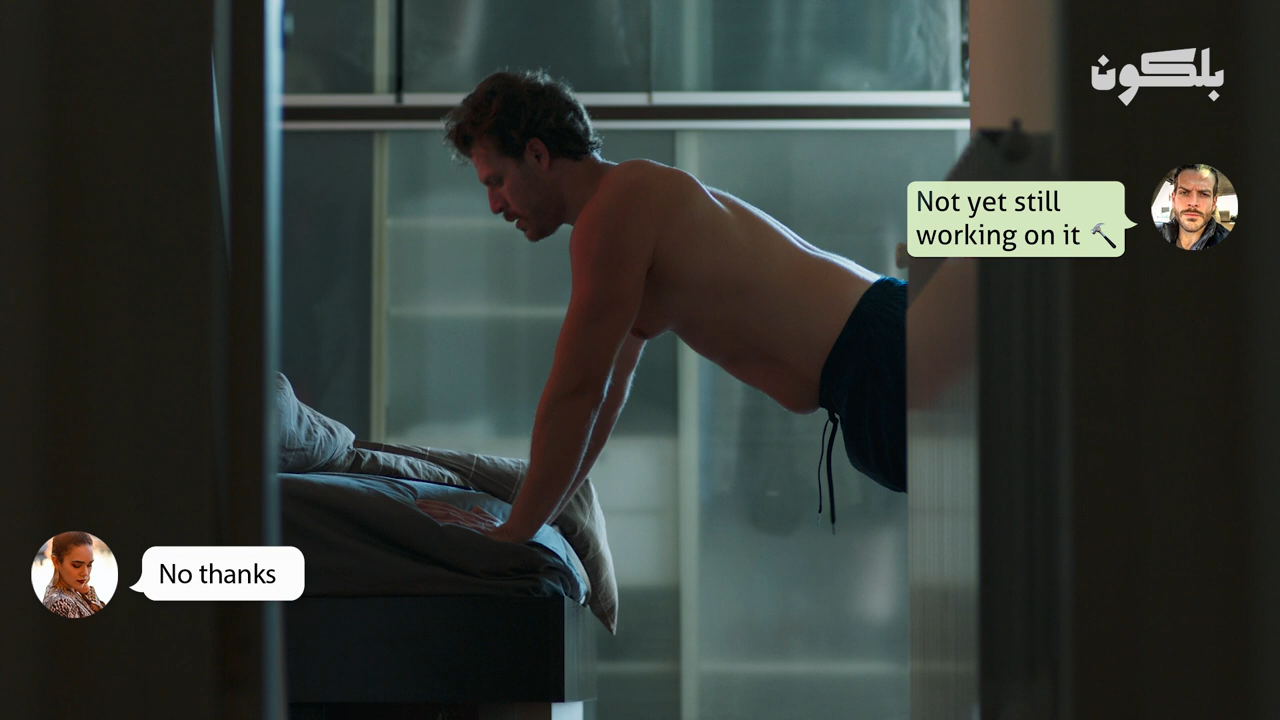 بلكون
Not yet still
working on it 🔨
No thanks